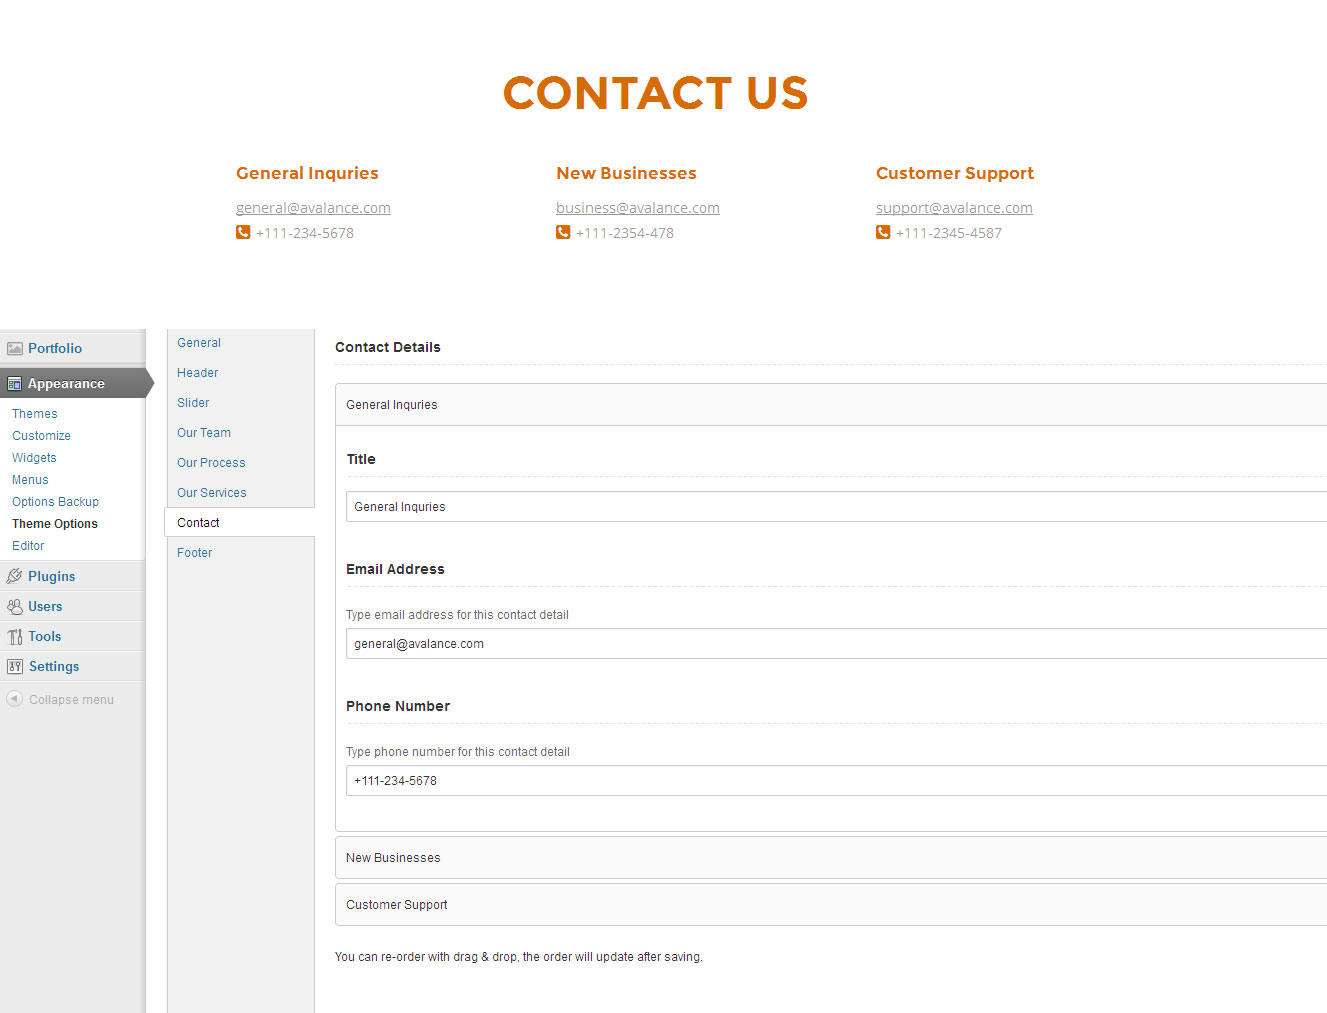 CONTACT US
General Inquries
general@avalance.com
+111-234-5678
New Businesses
business@avalance.com
+111-2354-478
Customer Support
support@avalance.com
+111-2345-4587
Portfolio
Appearance
Themes
Customize
Widgets
Menus
Options Backup
Theme Options
Editor
Plugins
Users
Tools
Settings
Collapse menu
General
Header
Slider
Our Team
Our Process
Our Services
Contact
Footer
Contact Details
General Inquries
Title
General Inquries
Email Address
Type email address for this contact detail
general@avalance.com
Phone Number
Type phone number for this contact detail
+111-234-5678
New Businesses
Customer Support
You can re-order with drag & drop, the order will update after saving.